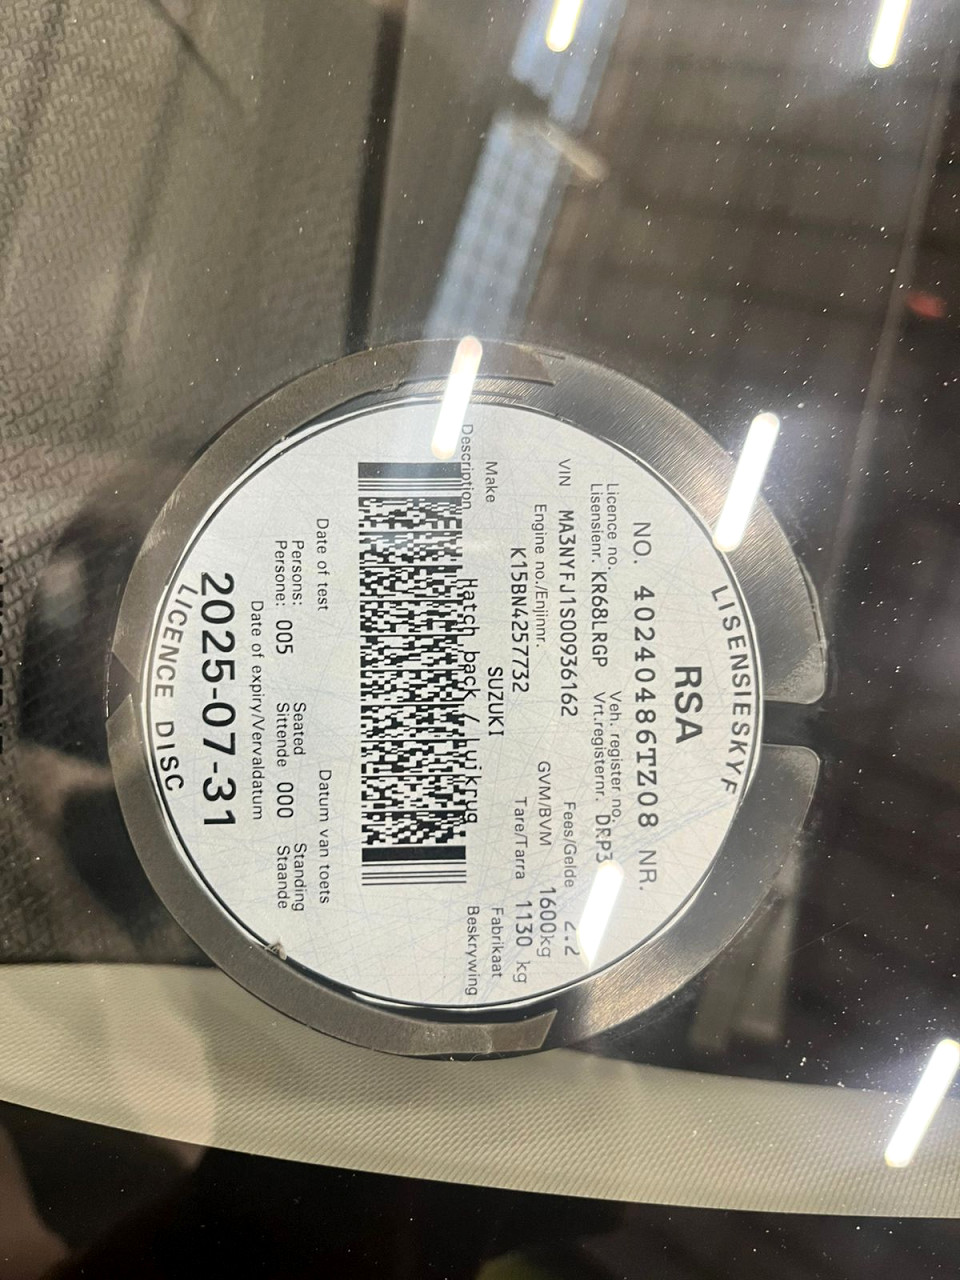 LISENSIESKYF
RSA
NO. 40240486TZ08 NR.
Licence no. Veh. register no.
Lisensienr. KR68LRGP Vrt.registernr.
VIN MA3NYFJ1S00936162 Fees/Gelde
Engine no./Enjinnr. GVM/BVM 1600kg
K15BN4257732 Tare/Tarra 1130 kg
Make SUZUKI Fabrikaat
Description Hatch back / Luikrug Beskrywing
Date of test Datum van toets
Persons: Seated Standing
Persone: 005 Sittende 000 Staande
Date of expiry/Vervaldatum
2025-07-31
LICENCE DISC